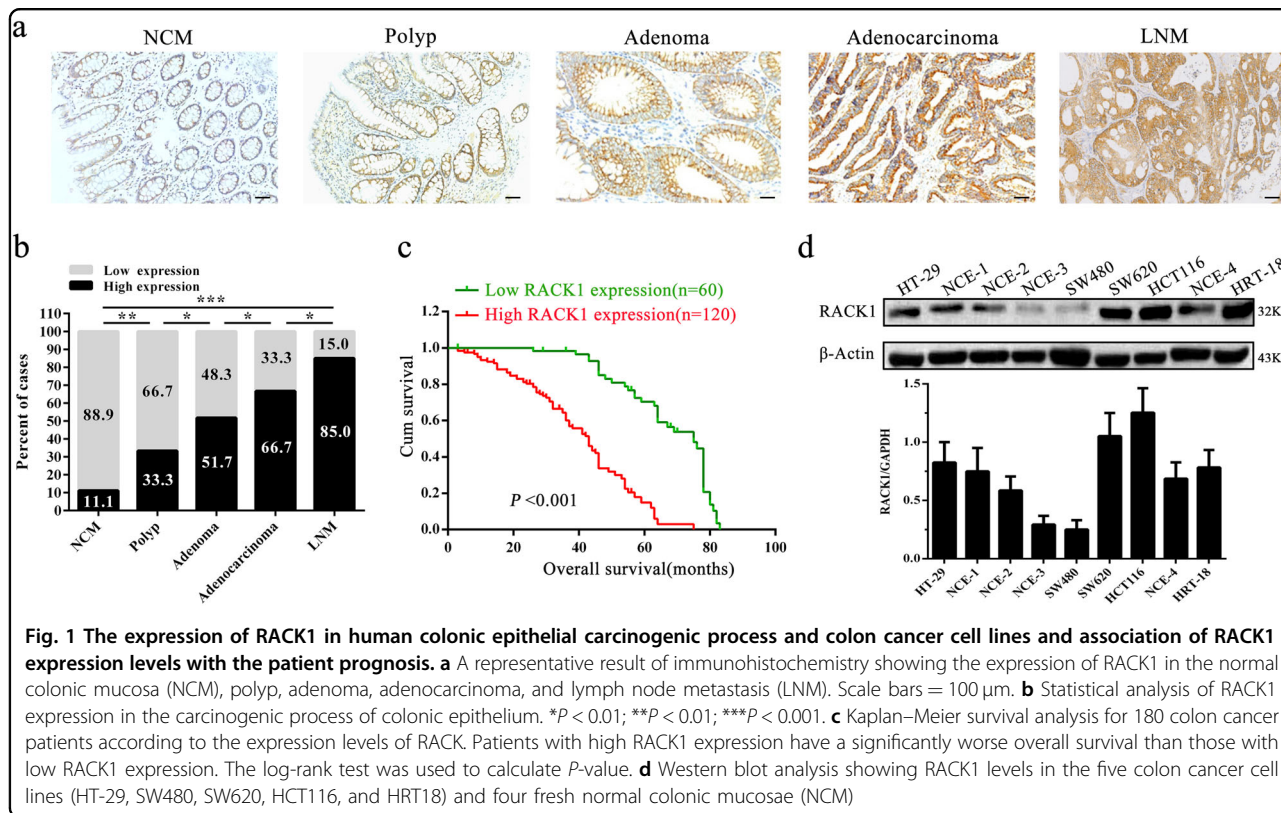 a
NCM
Polyp
Adenoma
Adenocarcinoma
LNM
b
Low expression
High expression
***
** * * *
Percent of cases
110
100
90
80
70
60
50
40
30
20
10
0
88.9
11.1
66.7
33.3
48.3
51.7
33.3
66.7
15.0
85.0
NCM
Polyp
Adenoma
Adenocarcinoma
LNM
c
Low RACK1 expression(n=60)
High RACK1 expression(n=120)
Cum survival
1.0
0.8
0.6
0.4
0.2
0.0
P <0.001
0 20 40 60 80 100
Overall survival(months)
d
HT-29 NCE-1 NCE-2 NCE-3 SW480 SW620 HCT116 NCE-4 HRT-18
RACK1 32K
β-Actin 43K
RACK1/GAPDH
1.5
1.0
0.5
0.0
HT-29 NCE-1 NCE-2 NCE-3 SW480 SW620 HCT116 NCE-4 HRT-18
Fig. 1 The expression of RACK1 in human colonic epithelial carcinogenic process and colon cancer cell lines and association of RACK1
expression levels with the patient prognosis. a A representative result of immunohistochemistry showing the expression of RACK1 in the normal
colonic mucosa (NCM), polyp, adenoma, adenocarcinoma, and lymph node metastasis (LNM). Scale bars = 100 μm. b Statistical analysis of RACK1
expression in the carcinogenic process of colonic epithelium. *P < 0.01; **P < 0.01; ***P < 0.001. c Kaplan–Meier survival analysis for 180 colon cancer
patients according to the expression levels of RACK. Patients with high RACK1 expression have a significantly worse overall survival than those with
low RACK1 expression. The log-rank test was used to calculate P-value. d Western blot analysis showing RACK1 levels in the five colon cancer cell
lines (HT-29, SW480, SW620, HCT116, and HRT18) and four fresh normal colonic mucosae (NCM)